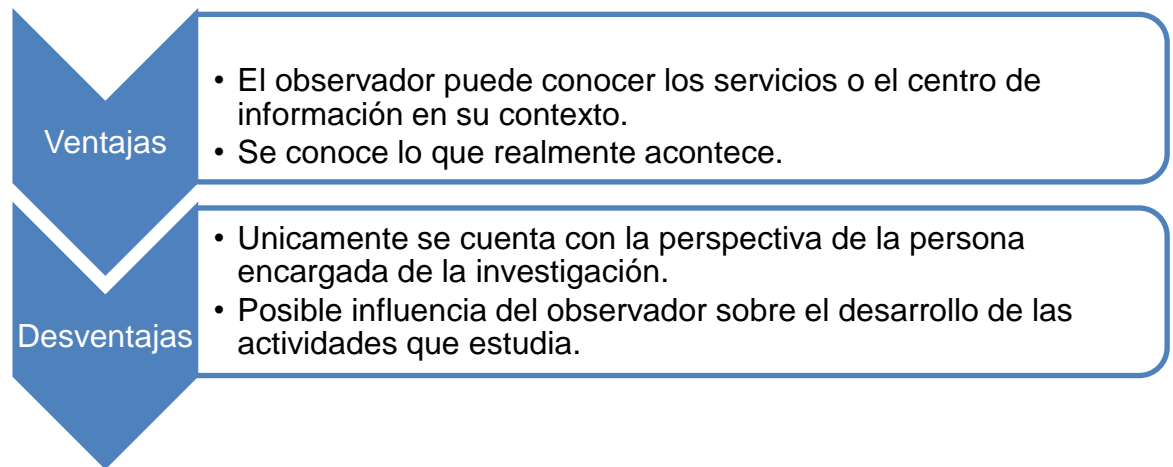 Ventajas
• El observador puede conocer los servicios o el centro de
información en su contexto.
• Se conoce lo que realmente acontece.
Desventajas
• Unicamente se cuenta con la perspectiva de la persona
encargada de la investigación.
• Posible influencia del observador sobre el desarrollo de las
actividades que estudia.